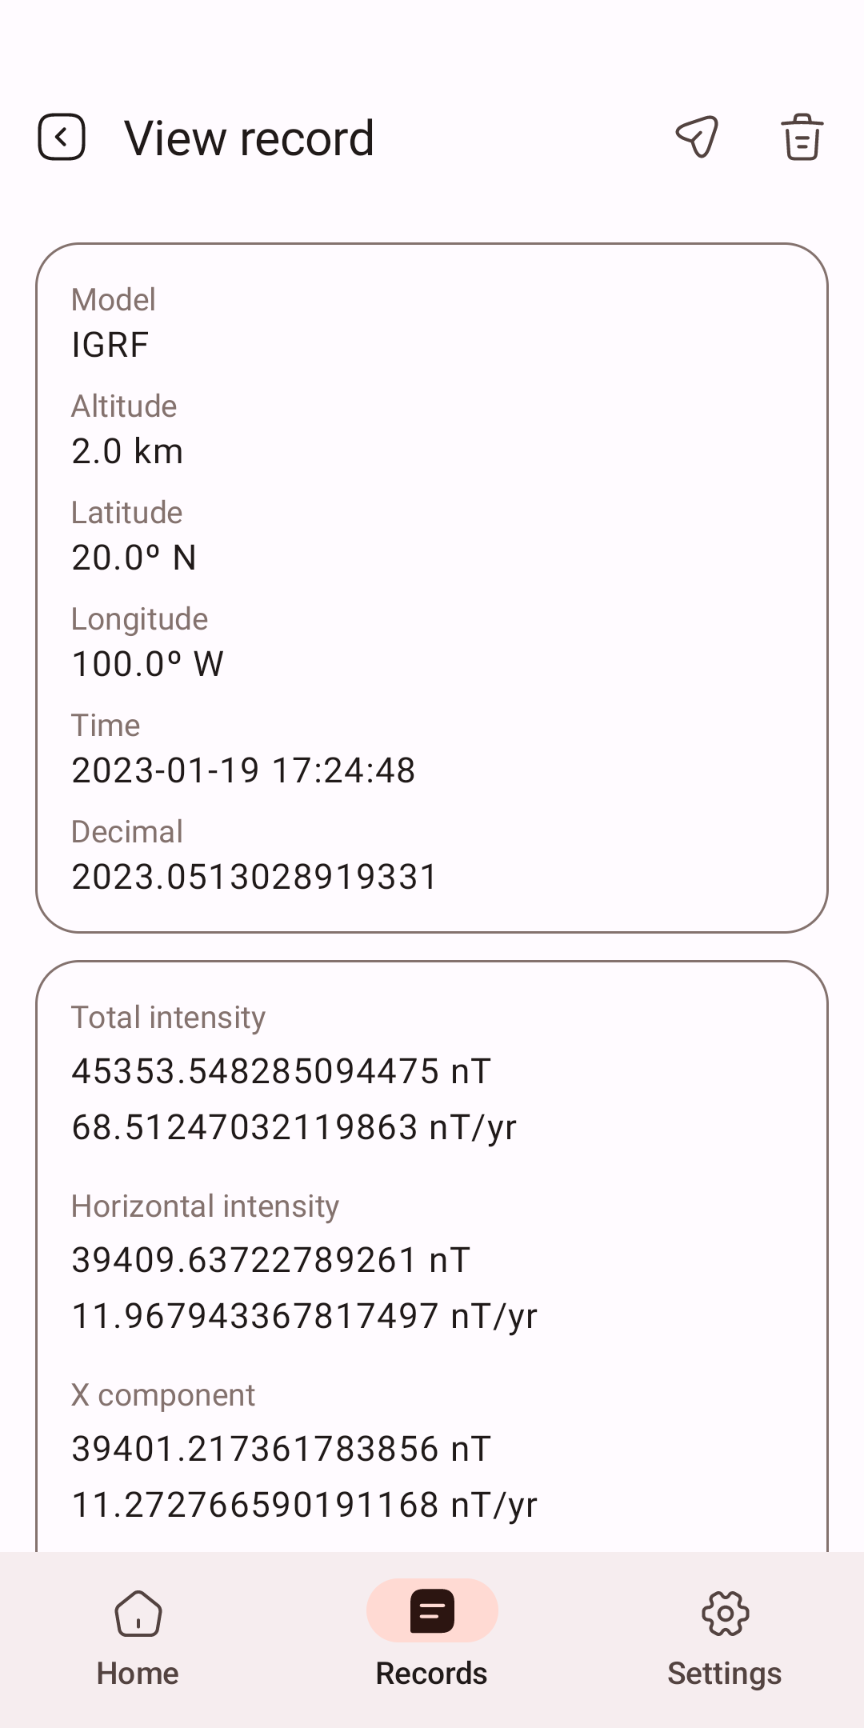 View record
Model
IGRF
Altitude
2.0 km
Latitude
20.0º N
Longitude
100.0º W
Time
2023-01-19 17:24:48
Decimal
2023.0513028919331
Total intensity
45353.548285094475 nT
68.51247032119863 nT/yr
Horizontal intensity
39409.63722789261 nT
11.967943367817497 nT/yr
X component
39401.217361783856 nT
11.272766590191168 nT/yr
Home
Records
Settings